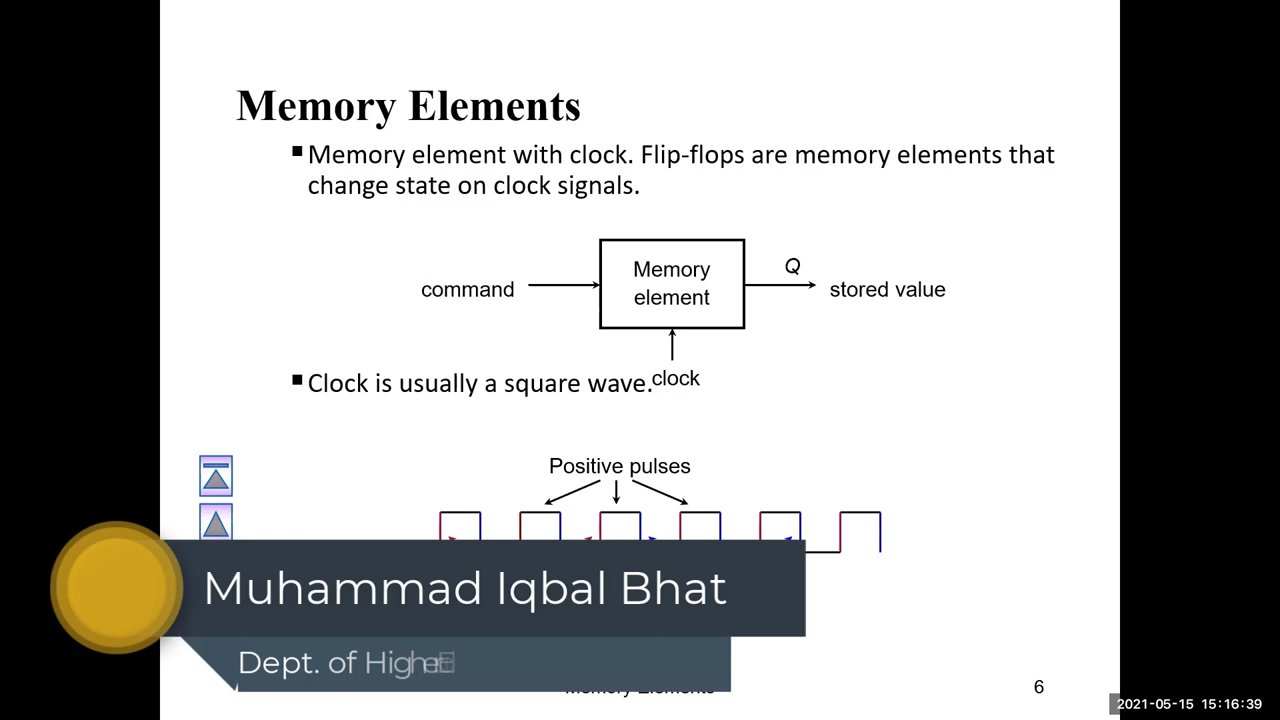 Memory Elements
▪ Memory element with clock. Flip-flops are memory elements that
change state on clock signals.
Memory
element
command
Q
stored value
clock
▪ Clock is usually a square wave.
Positive pulses
Muhammad Iqbal Bhat
Dept. of Higher
Memory Elements
6
2021-05-15 15:16:39